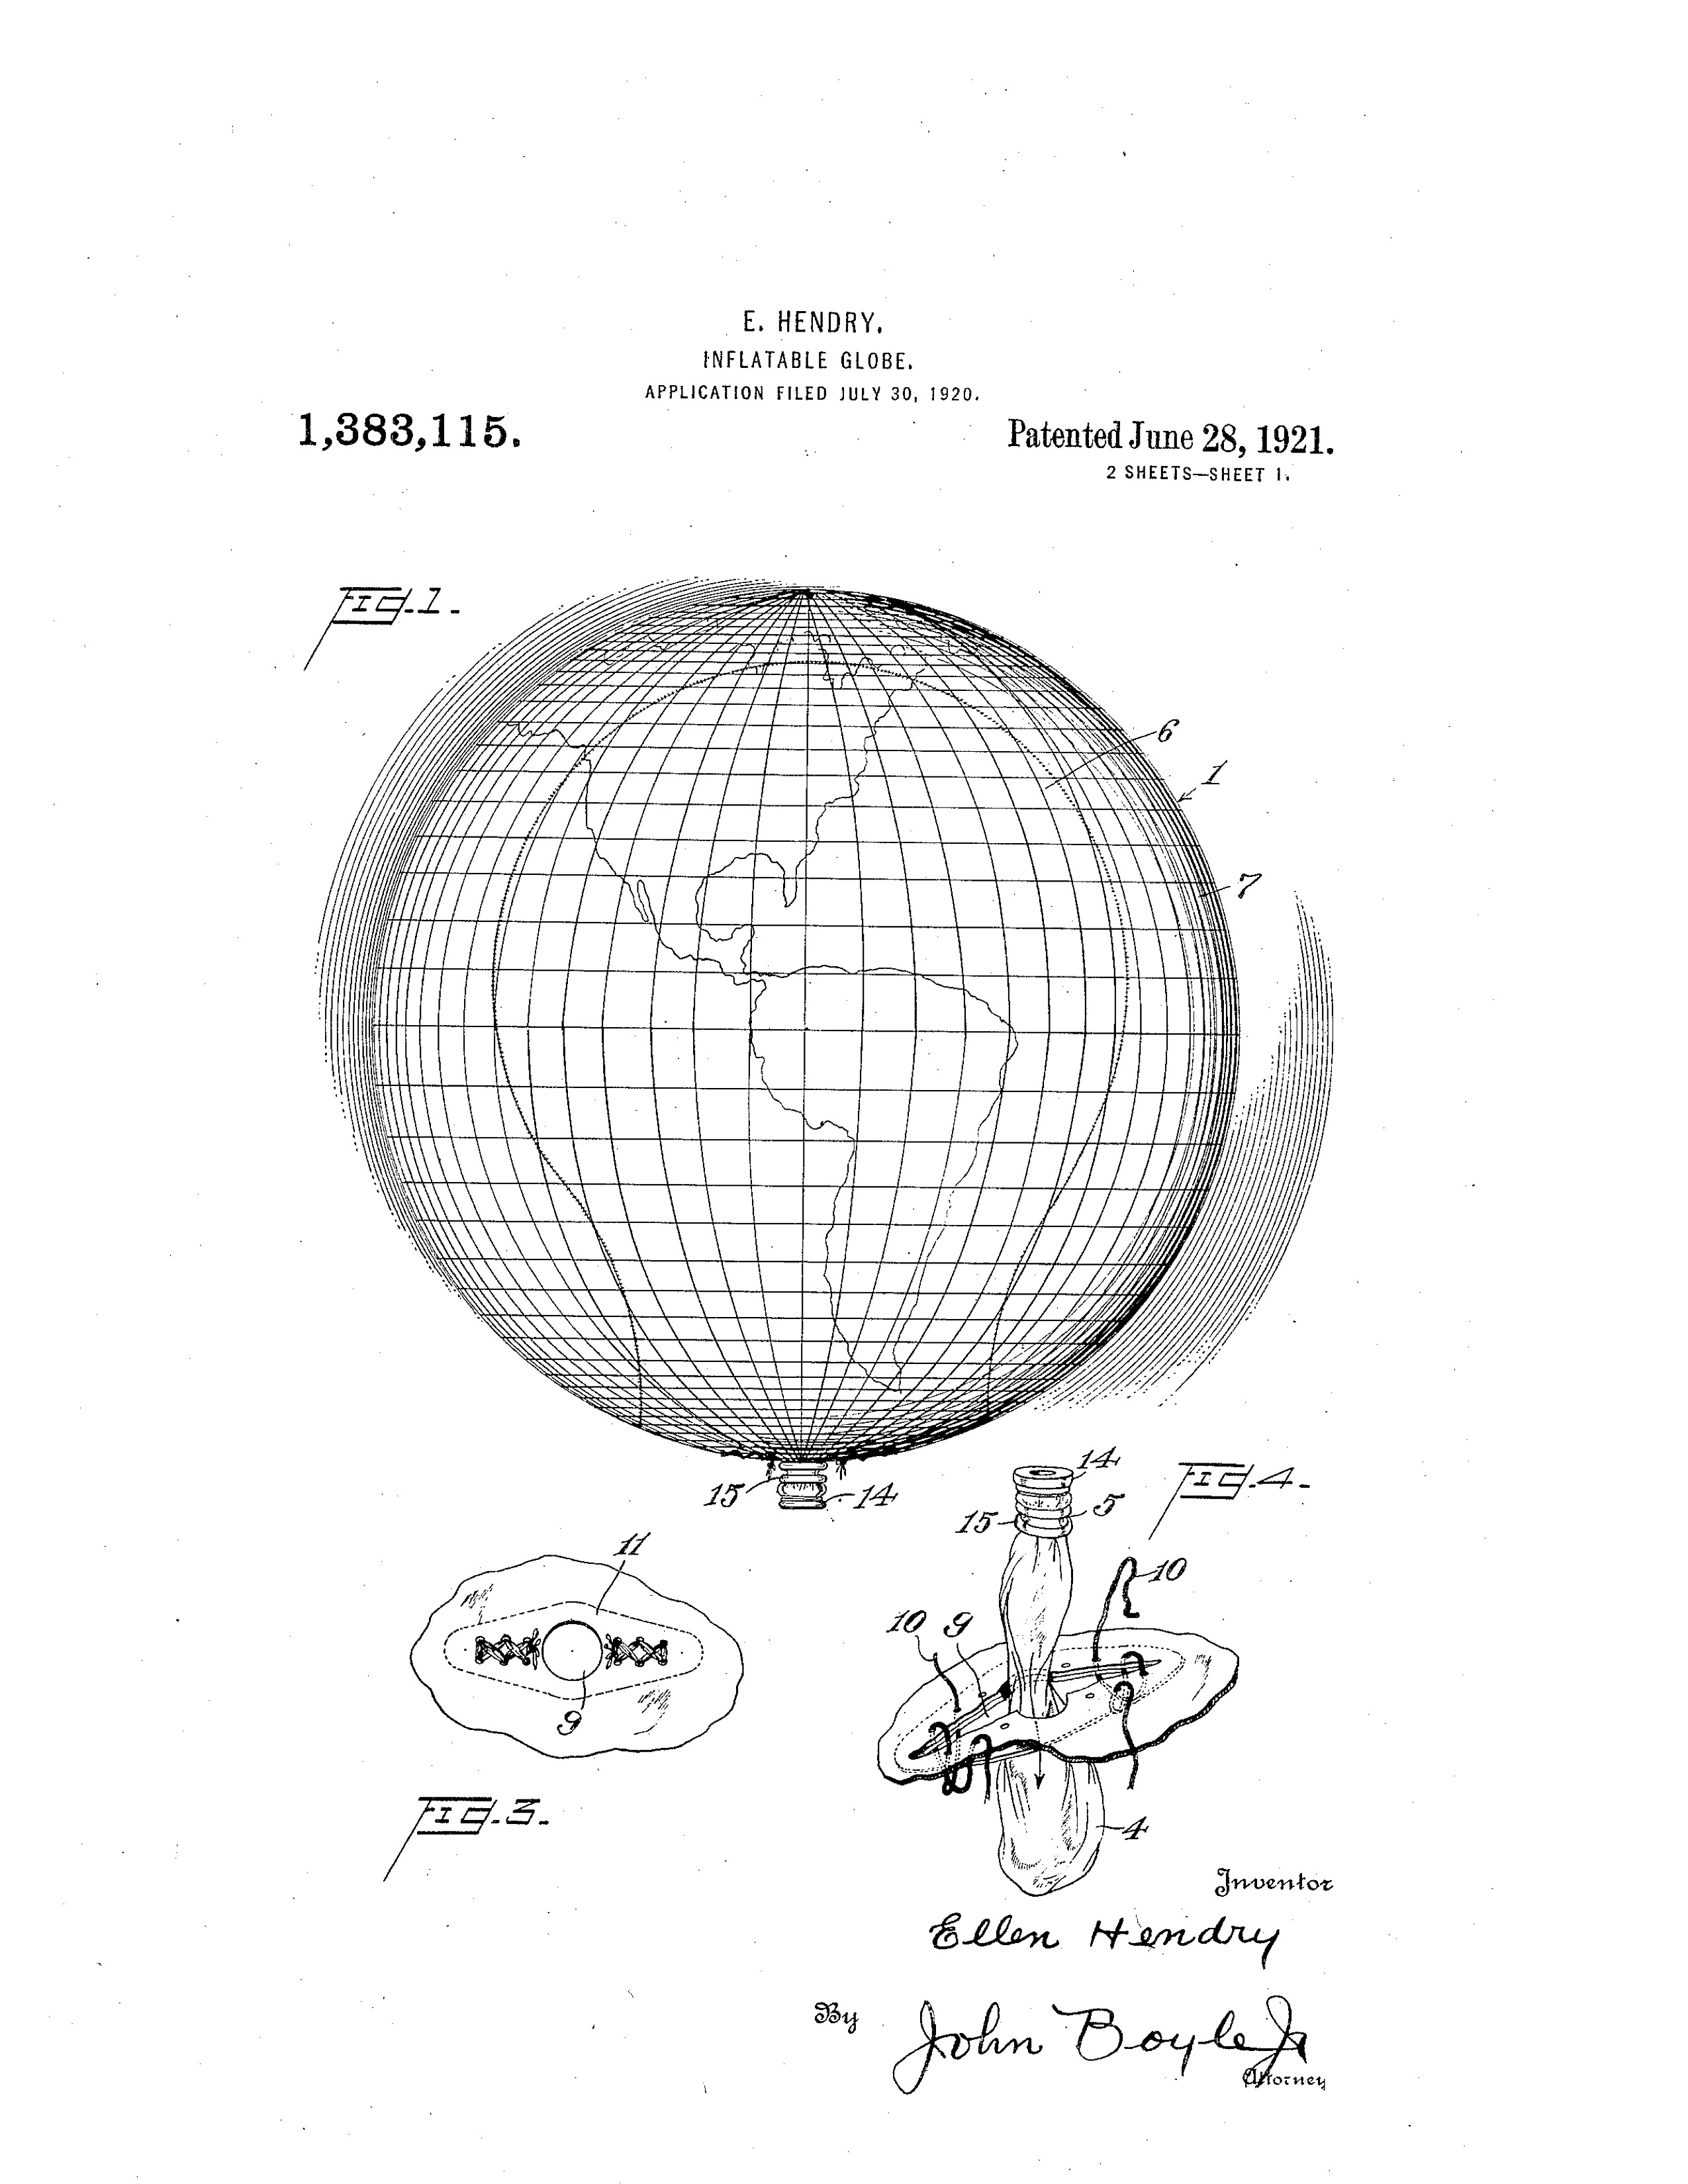 E. HENDRY.
INFLATABLE GLOBE.
APPLICATION FILED JULY 30, 1920.
1,383,115.
Patented June 28, 1921.
2 SHEETS—SHEET 1.
FIG.1.
6
1
7
15
14
14
FIG.4.
15
5
11
10
10
9
9
4
FIG.3.
Inventor
Ellen Hendry
By
John Boyle Jr
Attorney